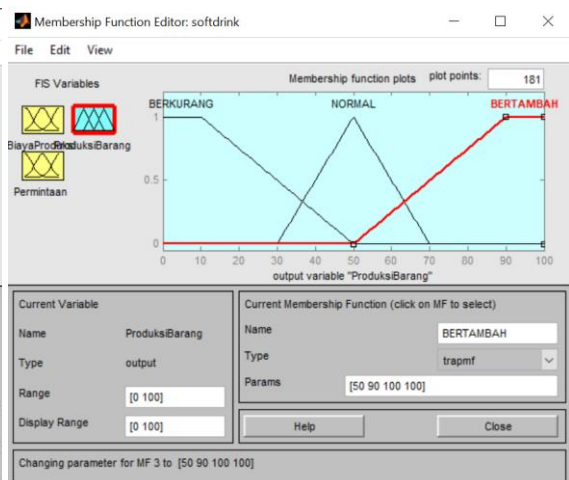 Membership Function Editor: softdrink
File Edit View
FIS Variables
Membership function plots plot points: 181
BERKURANG NORMAL BERTAMBAH
ProduksiBarang
Permintaan
1
0.5
0
0 10 20 30 40 50 60 70 80 90 100
output variable "ProduksiBarang"
Current Variable
Name ProduksiBarang
Type output
Range [0 100]
Display Range [0 100]
Current Membership Function (click on MF to select)
Name BERTAMBAH
Type trapmf
Params [50 90 100 100]
Help Close
Changing parameter for MF 3 to [50 90 100 100]